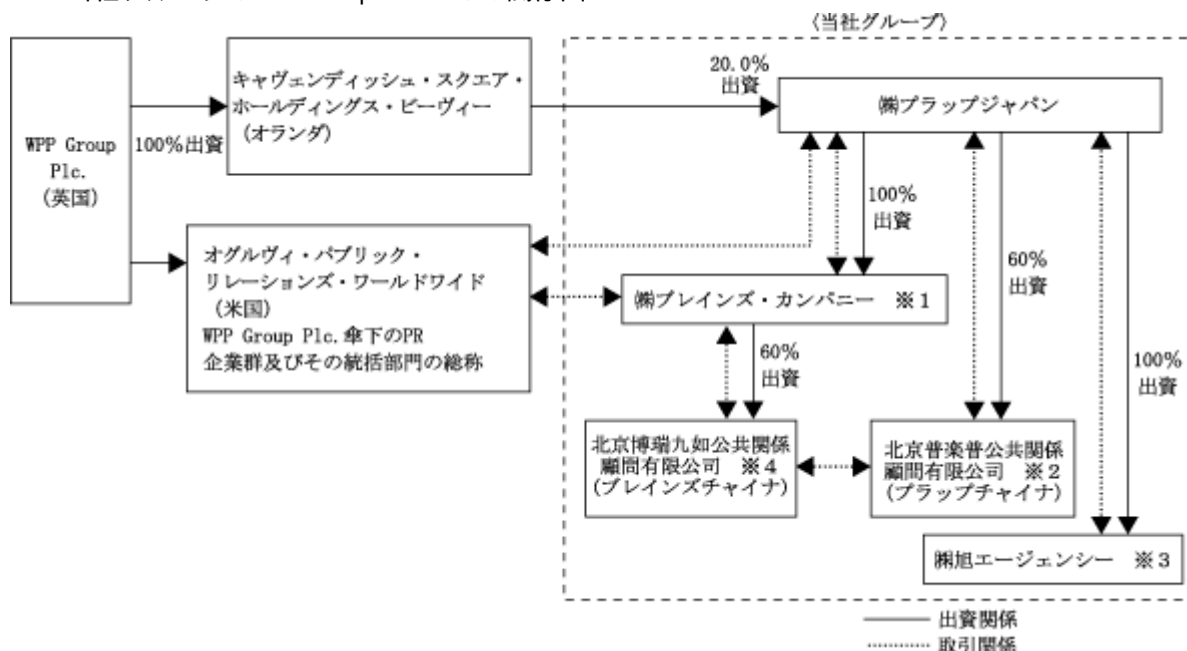 〈当社グループ〉
WPP Group
Plc.
(英国)
100%出資
キャヴェンディッシュ・スクエア・
ホールディングス・ビーヴィー
(オランダ)
20.0%
出資
㈱プラップジャパン
オグルヴィ・パブリック・
リレーションズ・ワールドワイド
(米国)
WPP Group Plc.傘下のPR
企業群及びその統括部門の総称
100%
出資
㈱ブレインズ・カンパニー ※1
60%
出資
60%
出資
100%
出資
北京博瑞九如公共関係
顧問有限公司 ※4
(ブレインズチャイナ)
北京普楽普公共関係
顧問有限公司 ※2
(プラップチャイナ)
㈱旭エージェンシー ※3
出資関係
取引関係